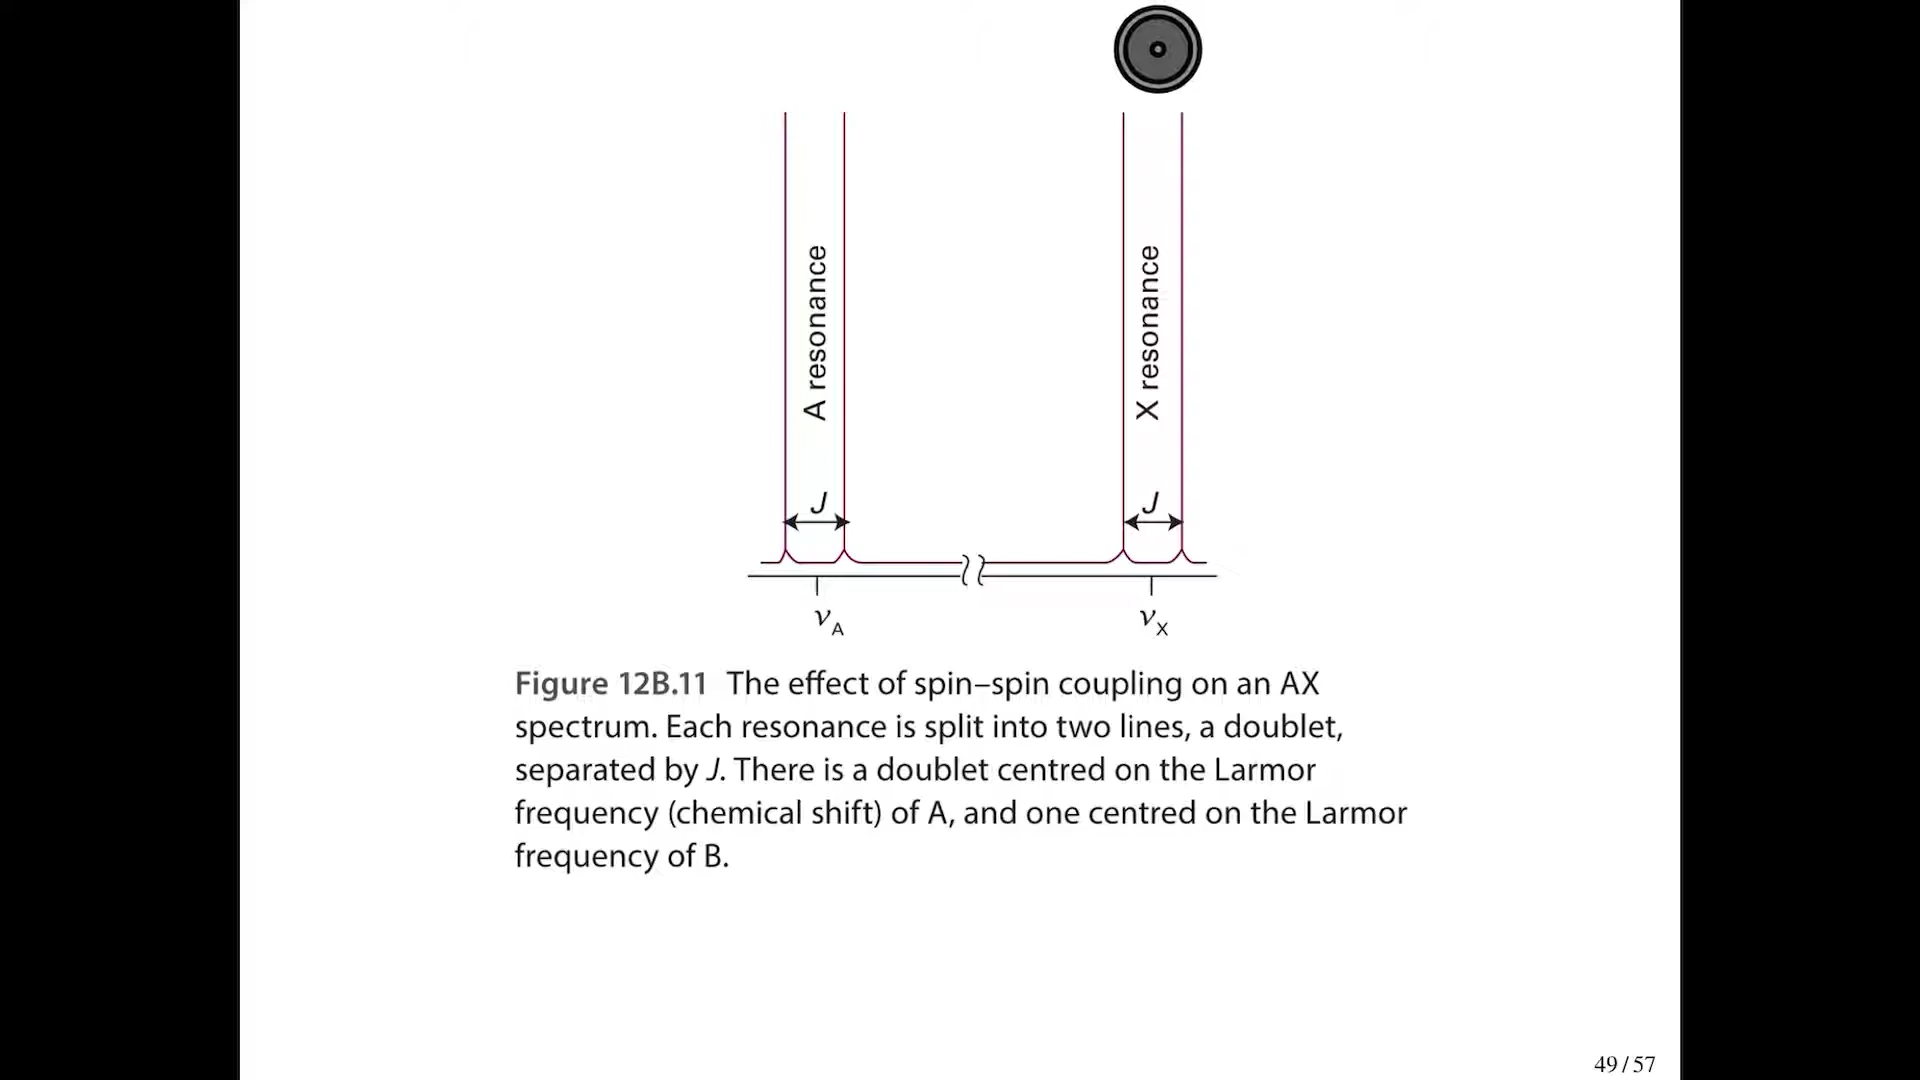 A resonance
X resonance
J
J
νA
νX
Figure 12B.11 The effect of spin–spin coupling on an AX
spectrum. Each resonance is split into two lines, a doublet,
separated by J. There is a doublet centred on the Larmor
frequency (chemical shift) of A, and one centred on the Larmor
frequency of B.
49 / 57